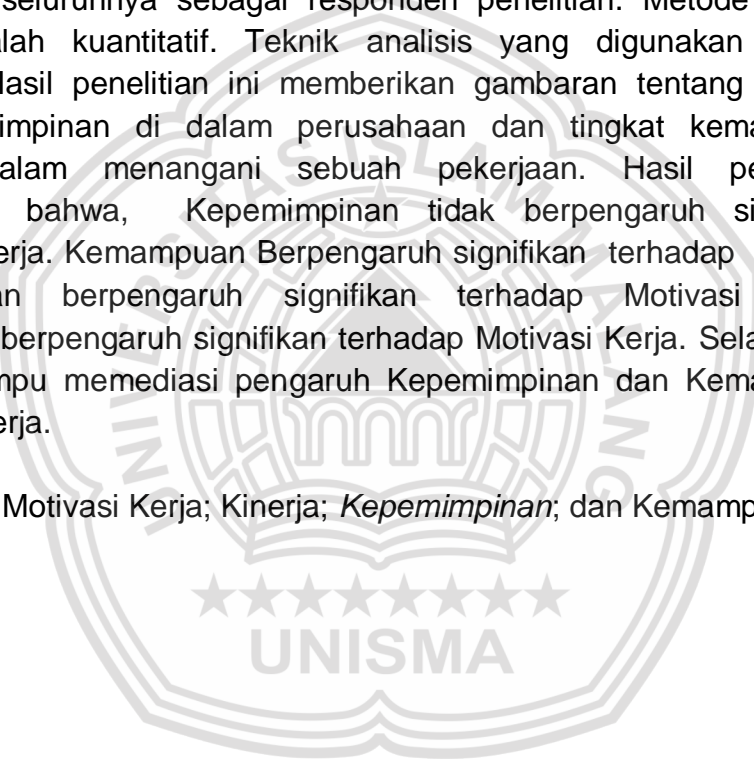 seluruhnya sebagai responden penelitian. Metode
alah kuantitatif. Teknik analisis yang digunakan
Hasil penelitian ini memberikan gambaran tentang
impinan di dalam perusahaan dan tingkat kema
alam menangani sebuah pekerjaan. Hasil pe
bahwa, Kepemimpinan tidak berpengaruh si
erja. Kemampuan Berpengaruh signifikan terhadap
an berpengaruh signifikan terhadap Motivasi
berpengaruh signifikan terhadap Motivasi Kerja. Sela
mpu memediasi pengaruh Kepemimpinan dan Kema
erja.
Motivasi Kerja; Kinerja; Kepemimpinan; dan Kemamp
UNIVERSITAS ISLAM MALANG
UNISMA